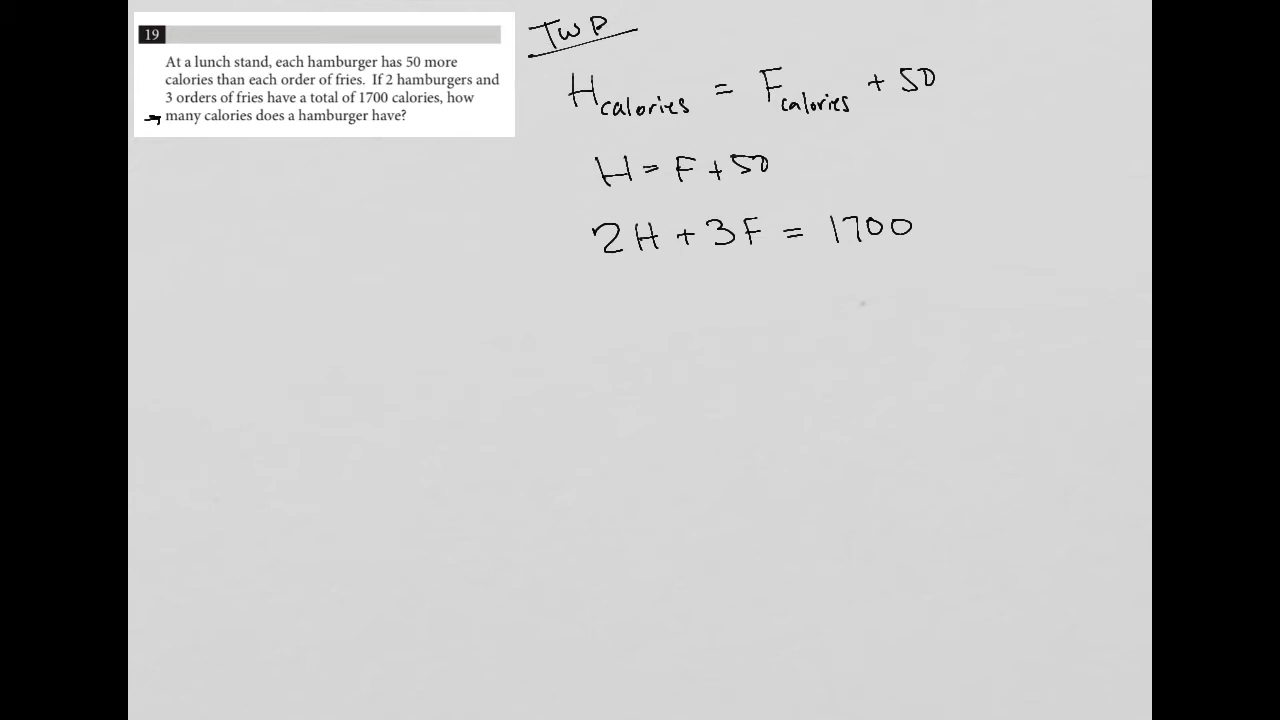 19
At a lunch stand, each hamburger has 50 more
calories than each order of fries. If 2 hamburgers and
3 orders of fries have a total of 1700 calories, how
many calories does a hamburger have?
TWP
H calories = F calories + 50
H = F + 50
2H + 3F = 1700